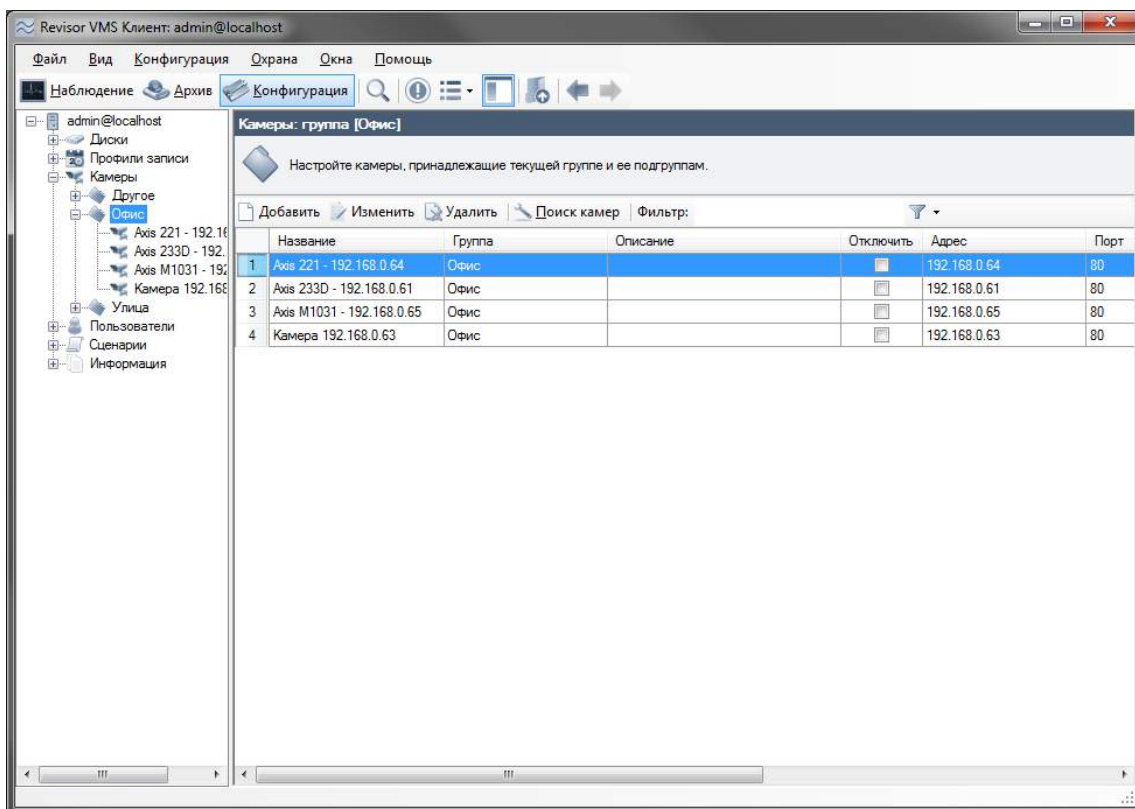 Revisor VMS Клиент: admin@localhost
Файл Вид Конфигурация Охрана Окна Помощь
Наблюдение Архив Конфигурация
admin@localhost
Диски
Профили записи
Камеры
Другое
Офис
Axis 221 - 192.16
Axis 233D - 192.
Axis M1031 - 192
Камера 192.168
Улица
Пользователи
Сценарии
Информация
Камеры: группа [Офис]
Настройте камеры, принадлежащие текущей группе и ее подгруппам.
Добавить Изменить Удалить Поиск камер Фильтр:
Название Группа Описание Отключить Адрес Порт
1 Axis 221 - 192.168.0.64 Офис 192.168.0.64 80
2 Axis 233D - 192.168.0.61 Офис 192.168.0.61 80
3 Axis M1031 - 192.168.0.65 Офис 192.168.0.65 80
4 Камера 192.168.0.63 Офис 192.168.0.63 80